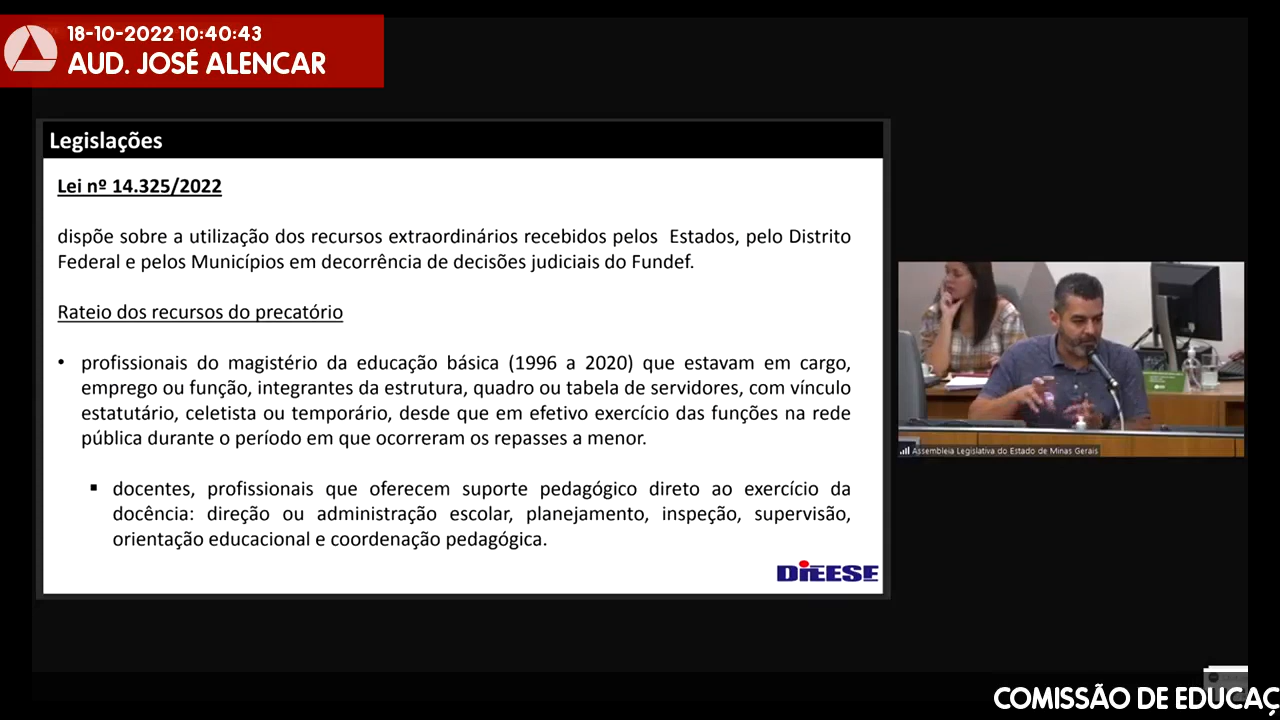 18-10-2022 10:40:43
AUD. JOSÉ ALENCAR
Legislações
Lei nº 14.325/2022
dispõe sobre a utilização dos recursos extraordinários recebidos pelos Estados, pelo Distrito
Federal e pelos Municípios em decorrência de decisões judiciais do Fundef.
Rateio dos recursos do precatório
• profissionais do magistério da educação básica (1996 a 2020) que estavam em cargo,
emprego ou função, integrantes da estrutura, quadro ou tabela de servidores, com vínculo
estatutário, celetista ou temporário, desde que em efetivo exercício das funções na rede
pública durante o período em que ocorreram os repasses a menor.
▪ docentes, profissionais que oferecem suporte pedagógico direto ao exercício da
docência: direção ou administração escolar, planejamento, inspeção, supervisão,
orientação educacional e coordenação pedagógica.
DIEESE
Assembleia Legislativa do Estado de Minas Gerais
COMISSÃO DE EDUCAÇ